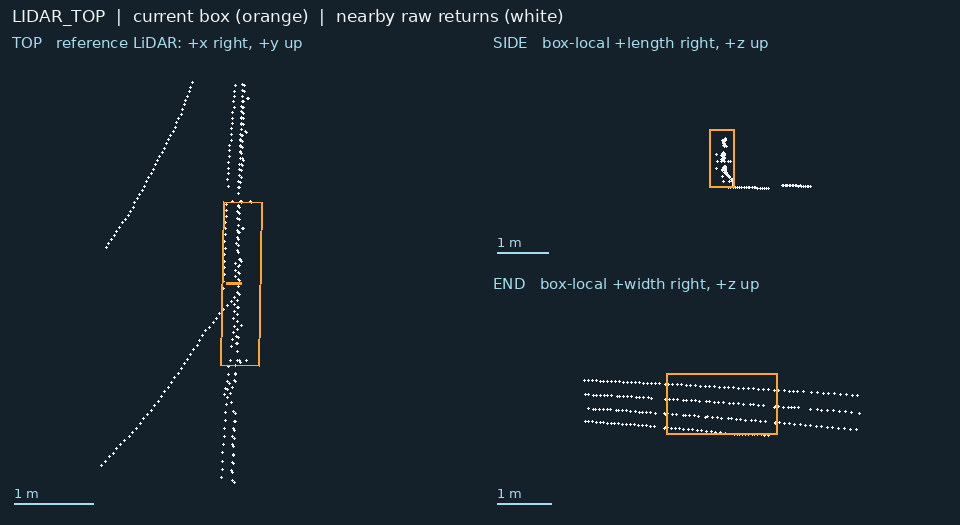 LIDAR_TOP | current box (orange) | nearby raw returns (white)
TOP reference LiDAR: +x right, +y up
SIDE box-local +length right, +z up
1 m
END box-local +width right, +z up
1 m
1 m